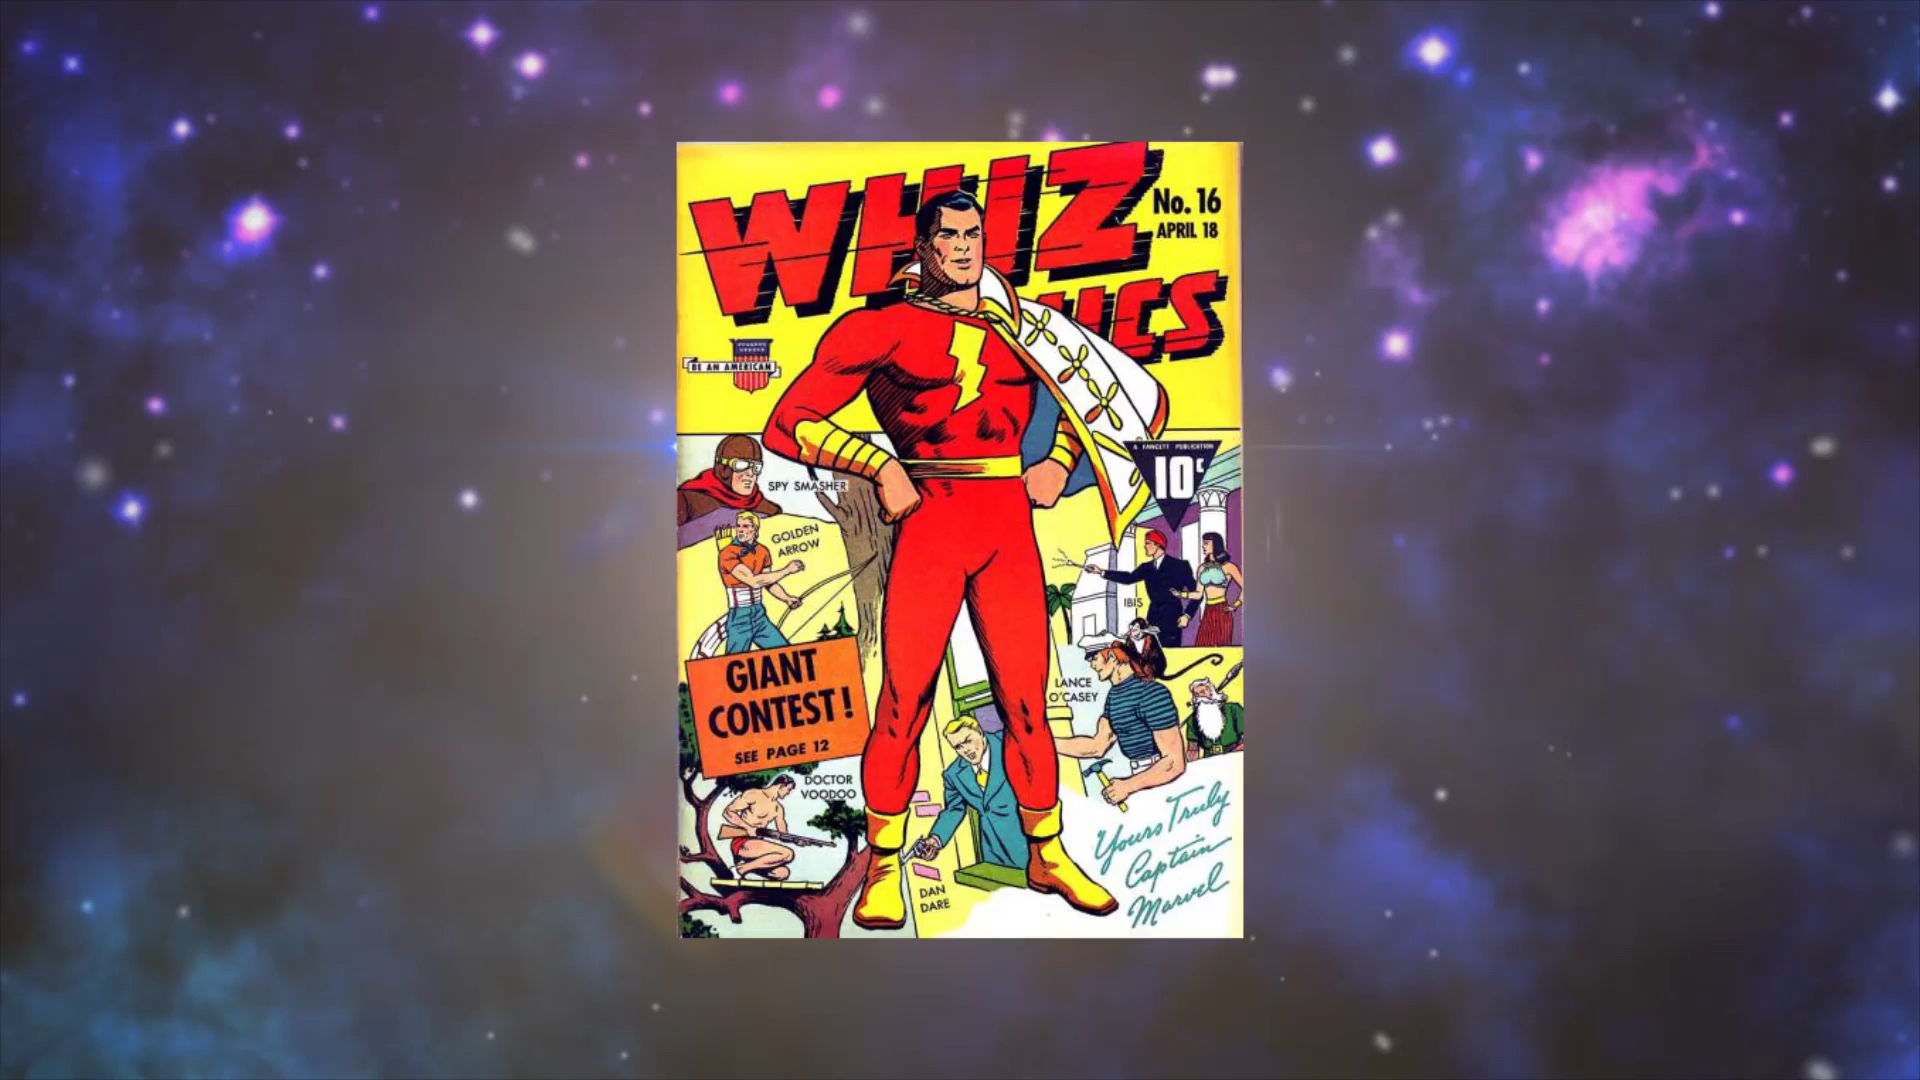 WHIZ
No. 16
APRIL 18
ICS
BE AN AMERICAN
A FAWCETT PUBLICATION
10¢
SPY SMASHER
GOLDEN
ARROW
IBIS
GIANT
CONTEST!
SEE PAGE 12
LANCE
O'CASEY
DOCTOR
VOODOO
DAN
DARE
Yours Truly
Captain
Marvel